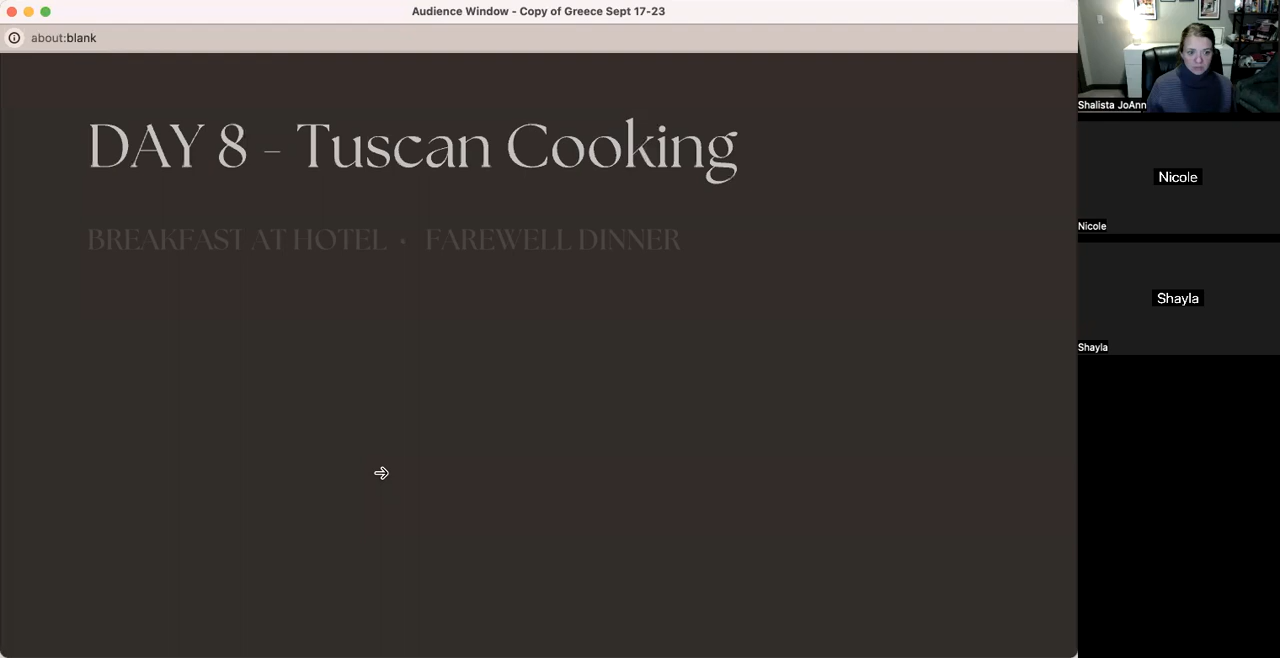 Audience Window - Copy of Greece Sept 17-23
about:blank
DAY 8 - Tuscan Cooking
BREAKFAST AT HOTEL • FAREWELL DINNER
Shalista JoAnn
Nicole
Nicole
Shayla
Shayla